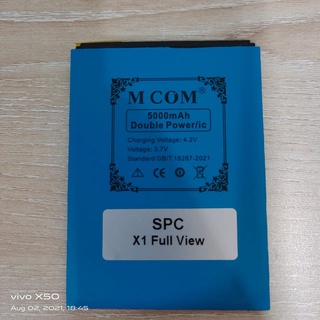 M COM®
5000mAh
Double Power/ic
Charging Voltage: 4.2V
Voltage: 3.7V
Standard GB/T 18287-2021
SPC
X1 Full View
vivo X50
Aug 02, 2021, 18:45